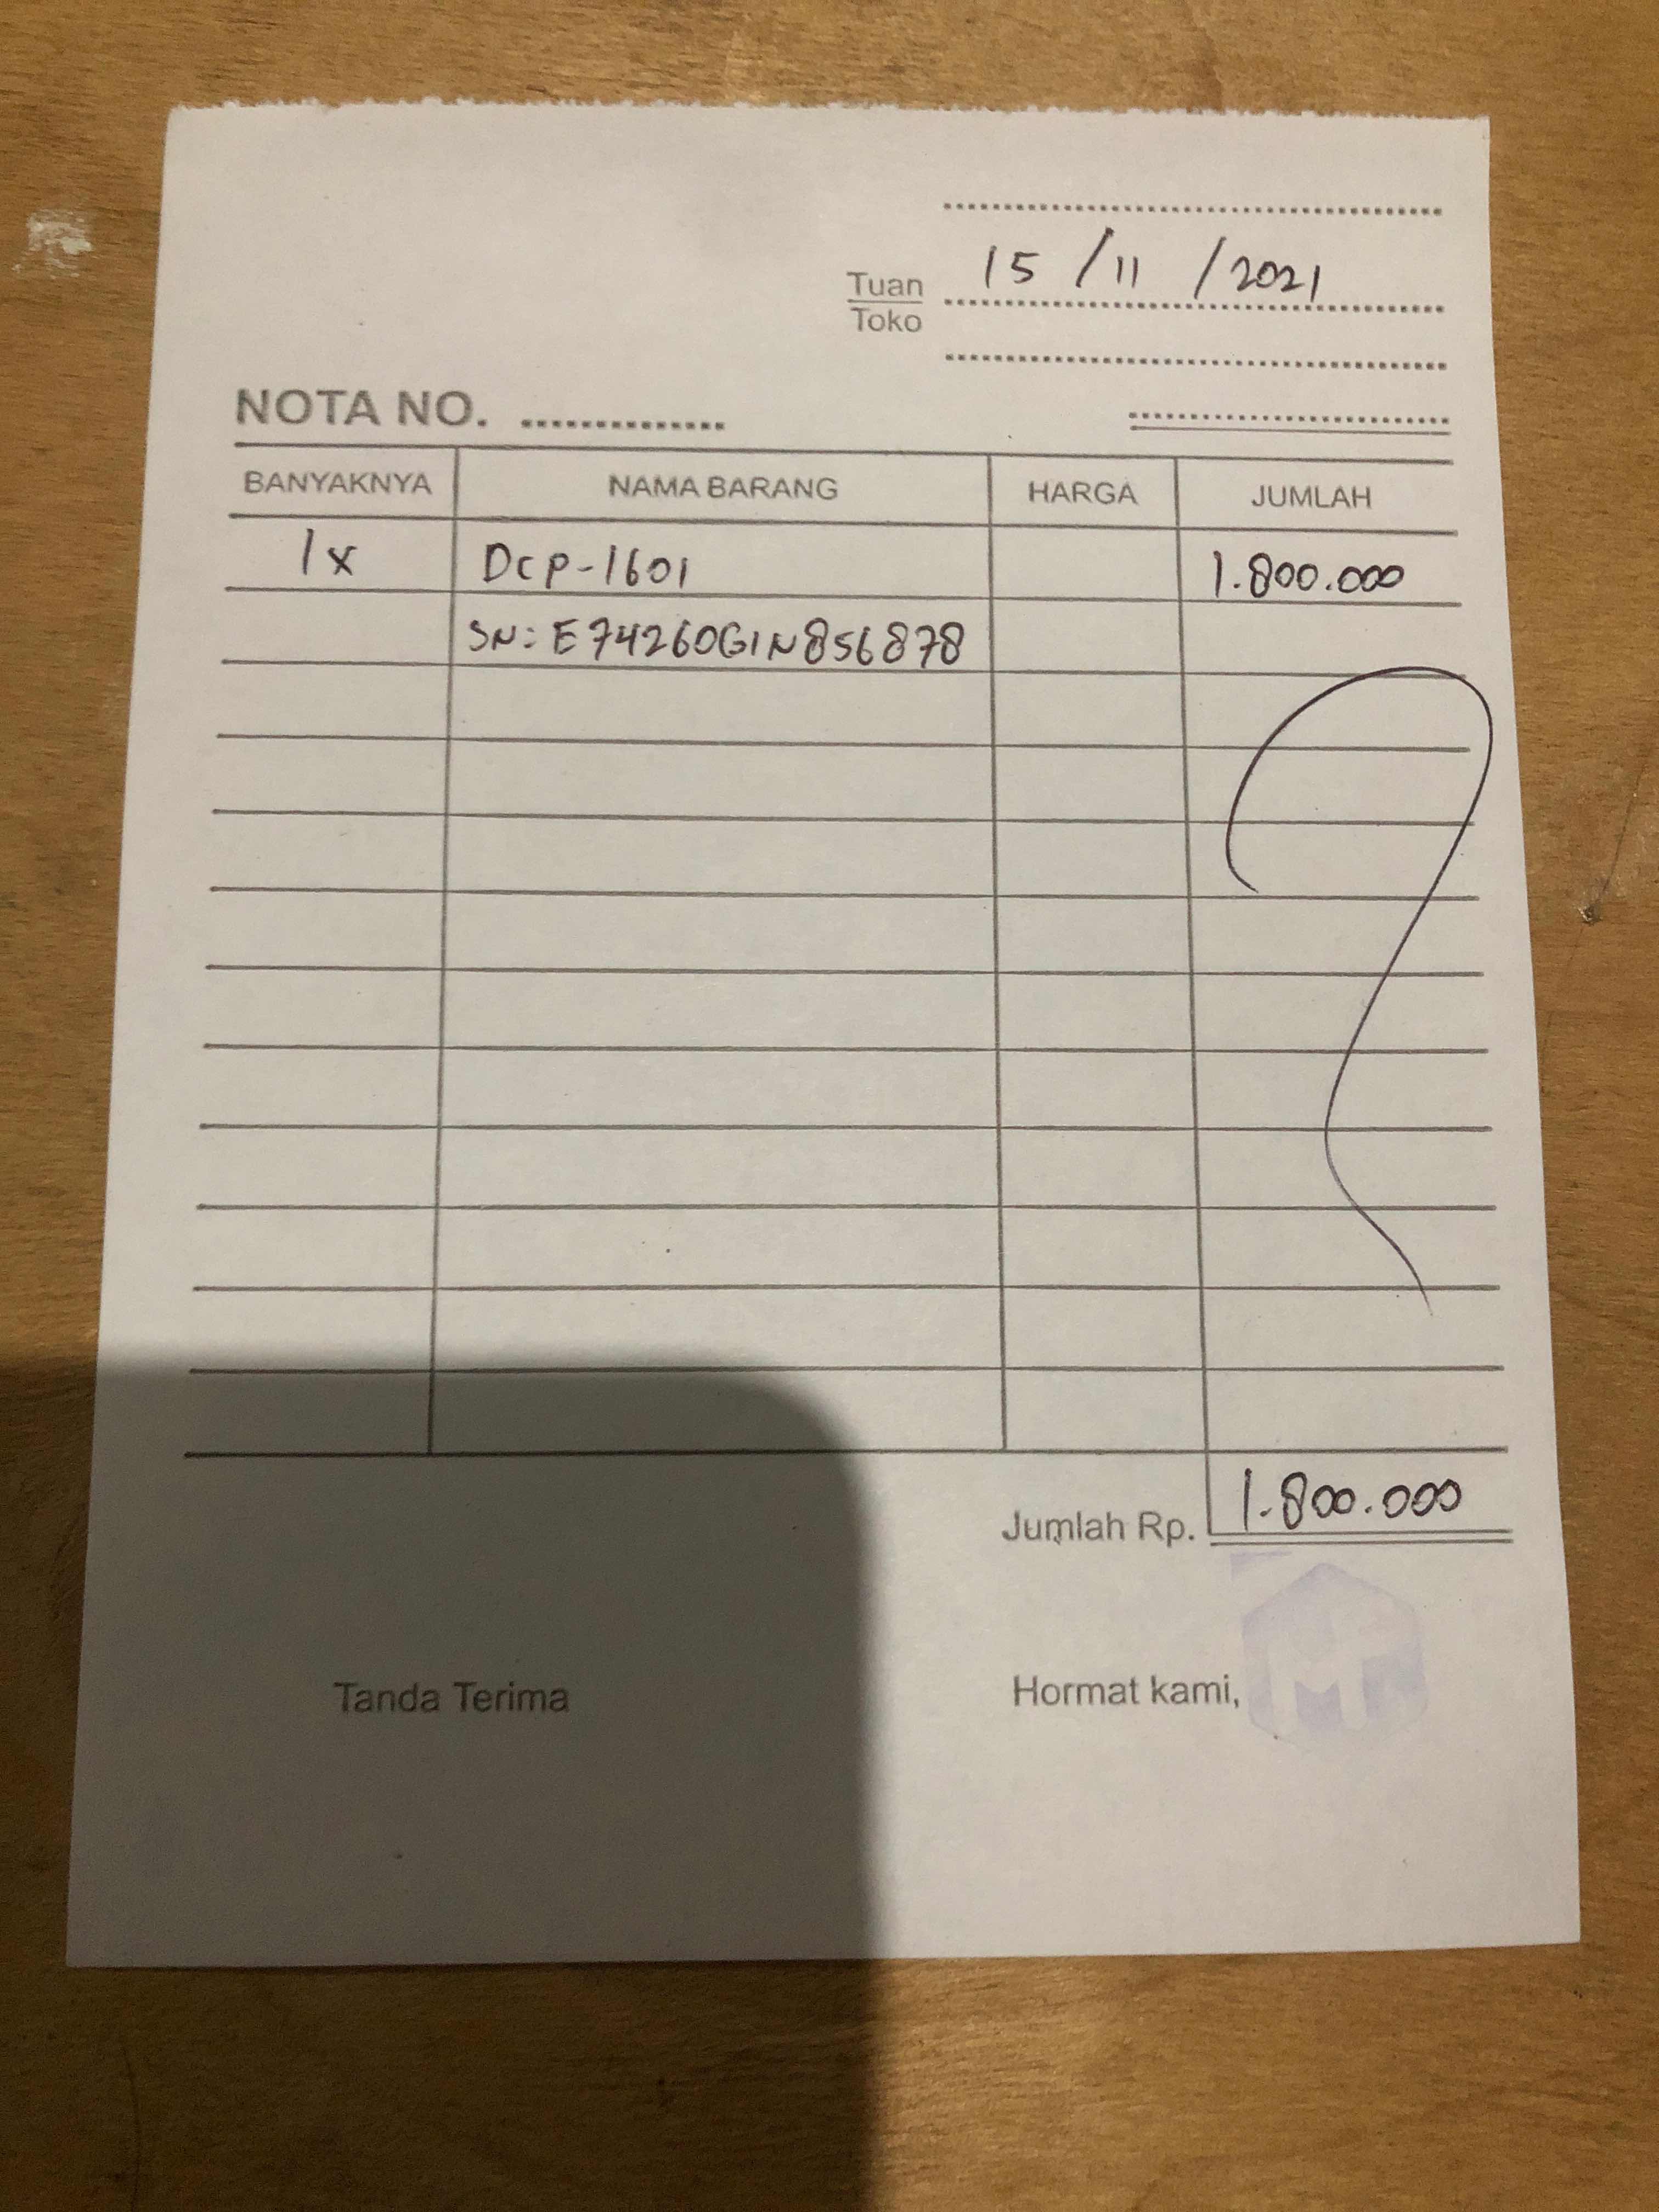 15 / 11 / 2021
Tuan
Toko
NOTA NO.
BANYAKNYA NAMA BARANG HARGA JUMLAH
1x DCP-1601 1.800.000
SN: E74260G1N856878
Jumlah Rp. 1.800.000
Tanda Terima Hormat kami,